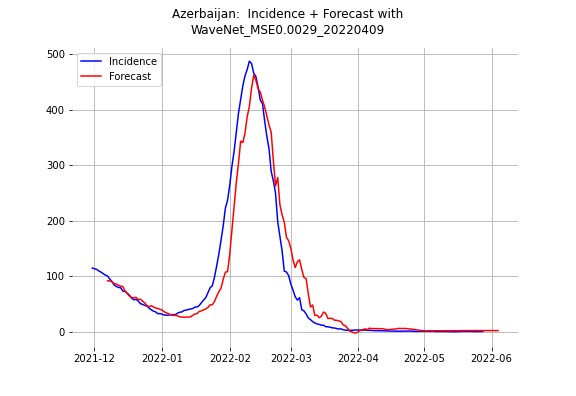 Azerbaijan:  Incidence + Forecast with
WaveNet_MSE0.0029_20220409
Incidence
Forecast
500
400
300
200
100
0
2021-12 2022-01 2022-02 2022-03 2022-04 2022-05 2022-06